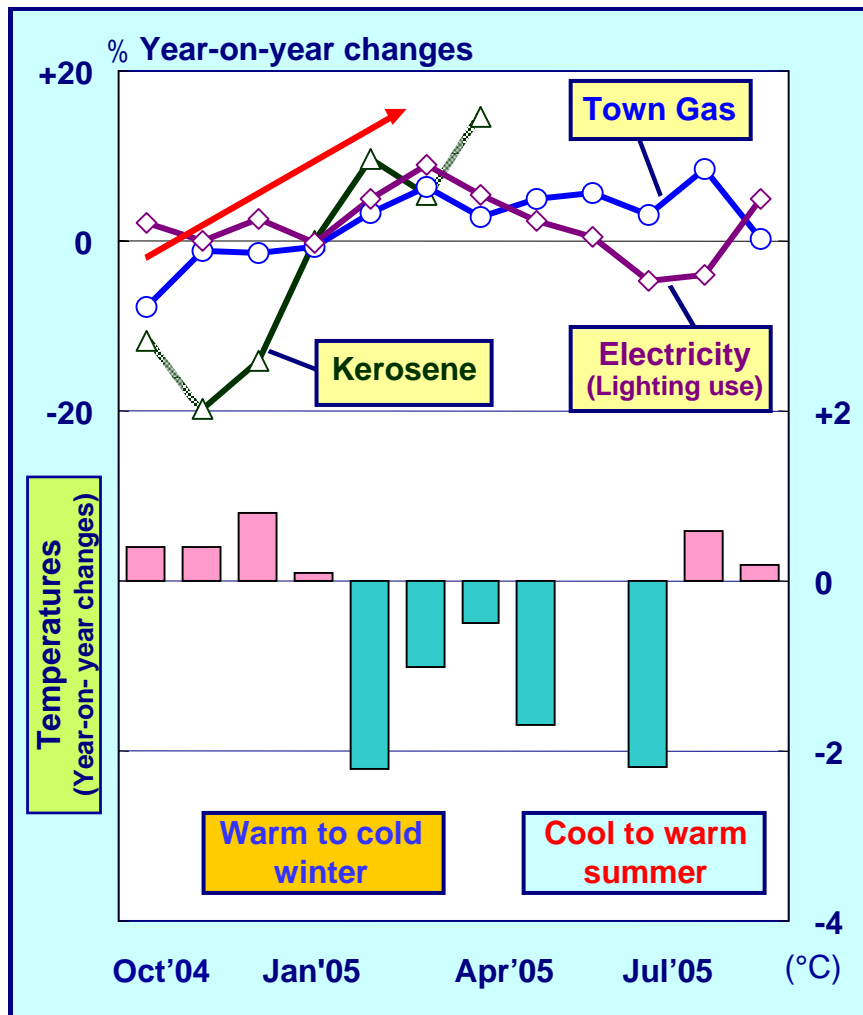 % Year-on-year changes
+20
Town Gas
0
Kerosene
Electricity
(Lighting use)
-20
+2
Temperatures
(Year-on- year changes)
0
-2
Warm to cold
winter
Cool to warm
summer
-4
Oct’04 Jan'05 Apr’05 Jul’05 (°C)